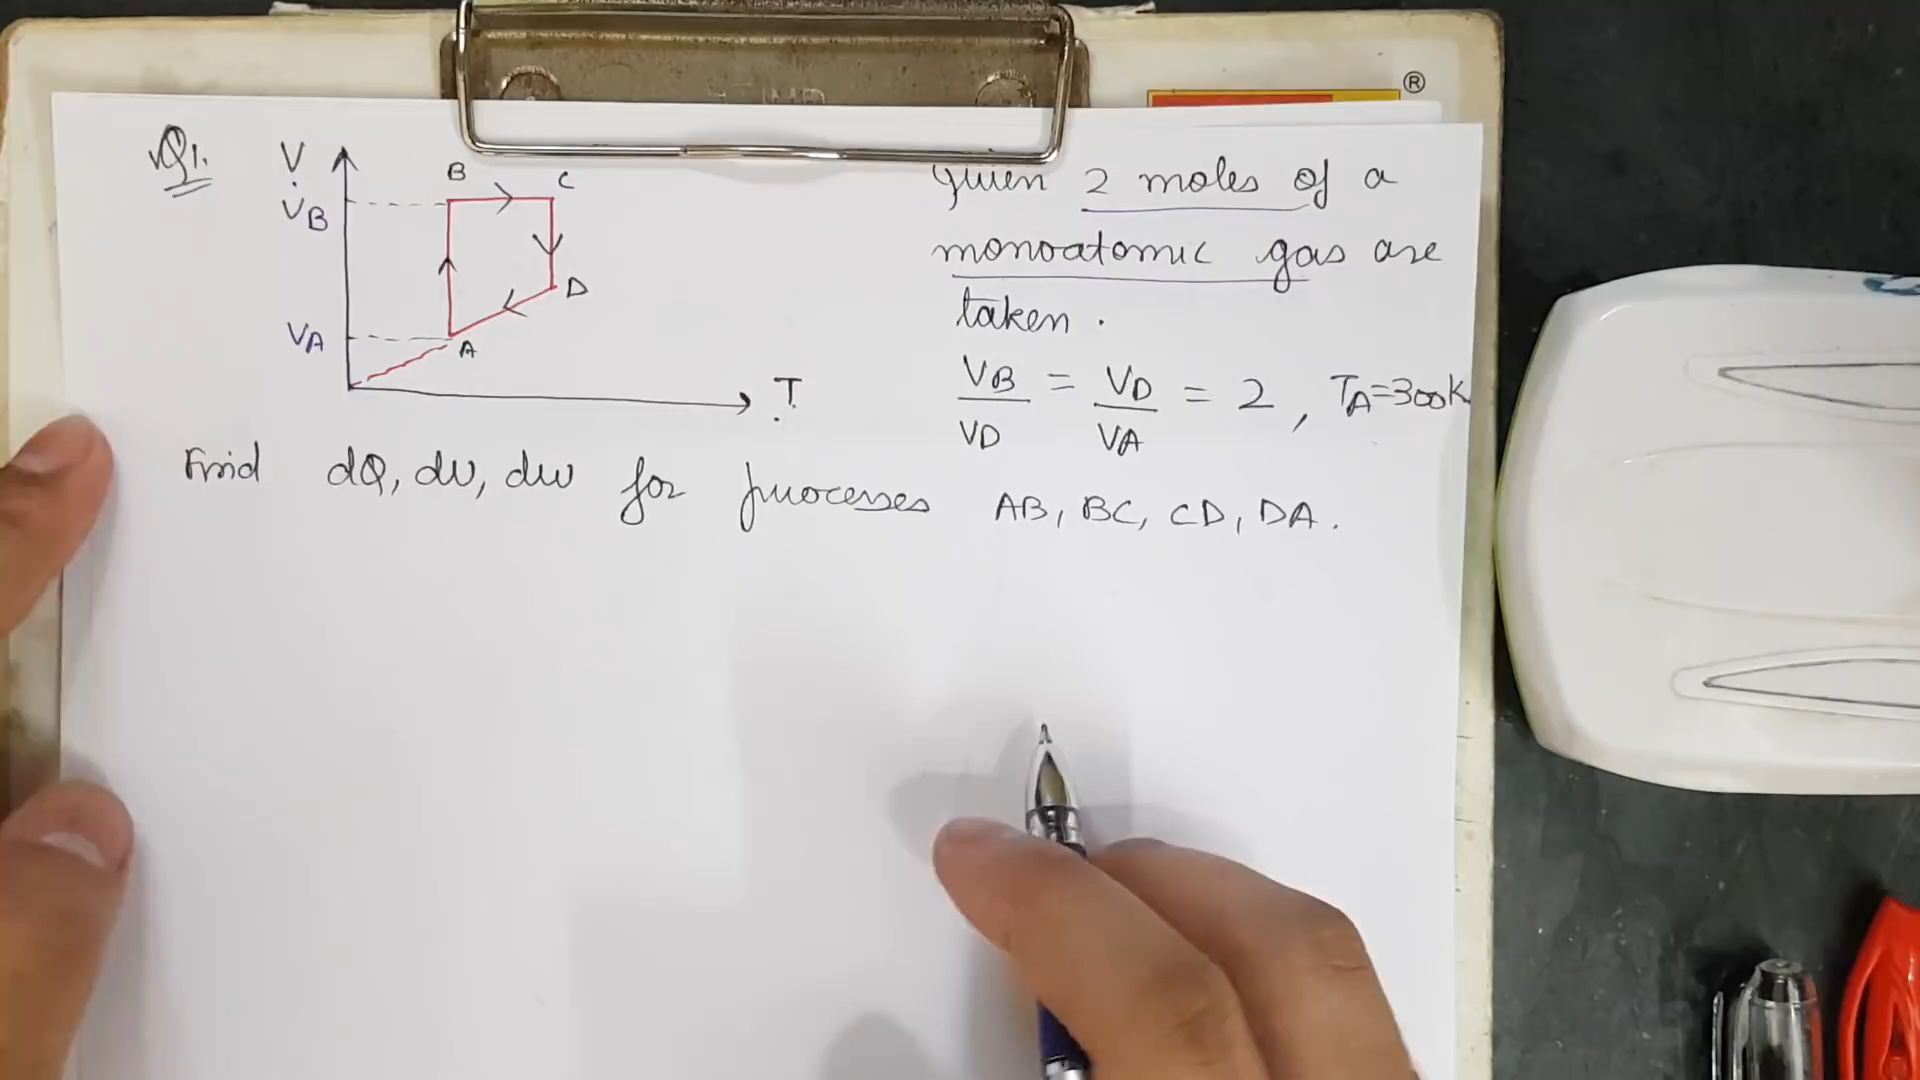 Q1.
V
B
C
VB
D
VA
A
T
Given 2 moles of a
monoatomic gas are
taken.
VB/VD = VD/VA = 2, TA=300K
Find dQ, dU, dW for processes AB, BC, CD, DA.
®